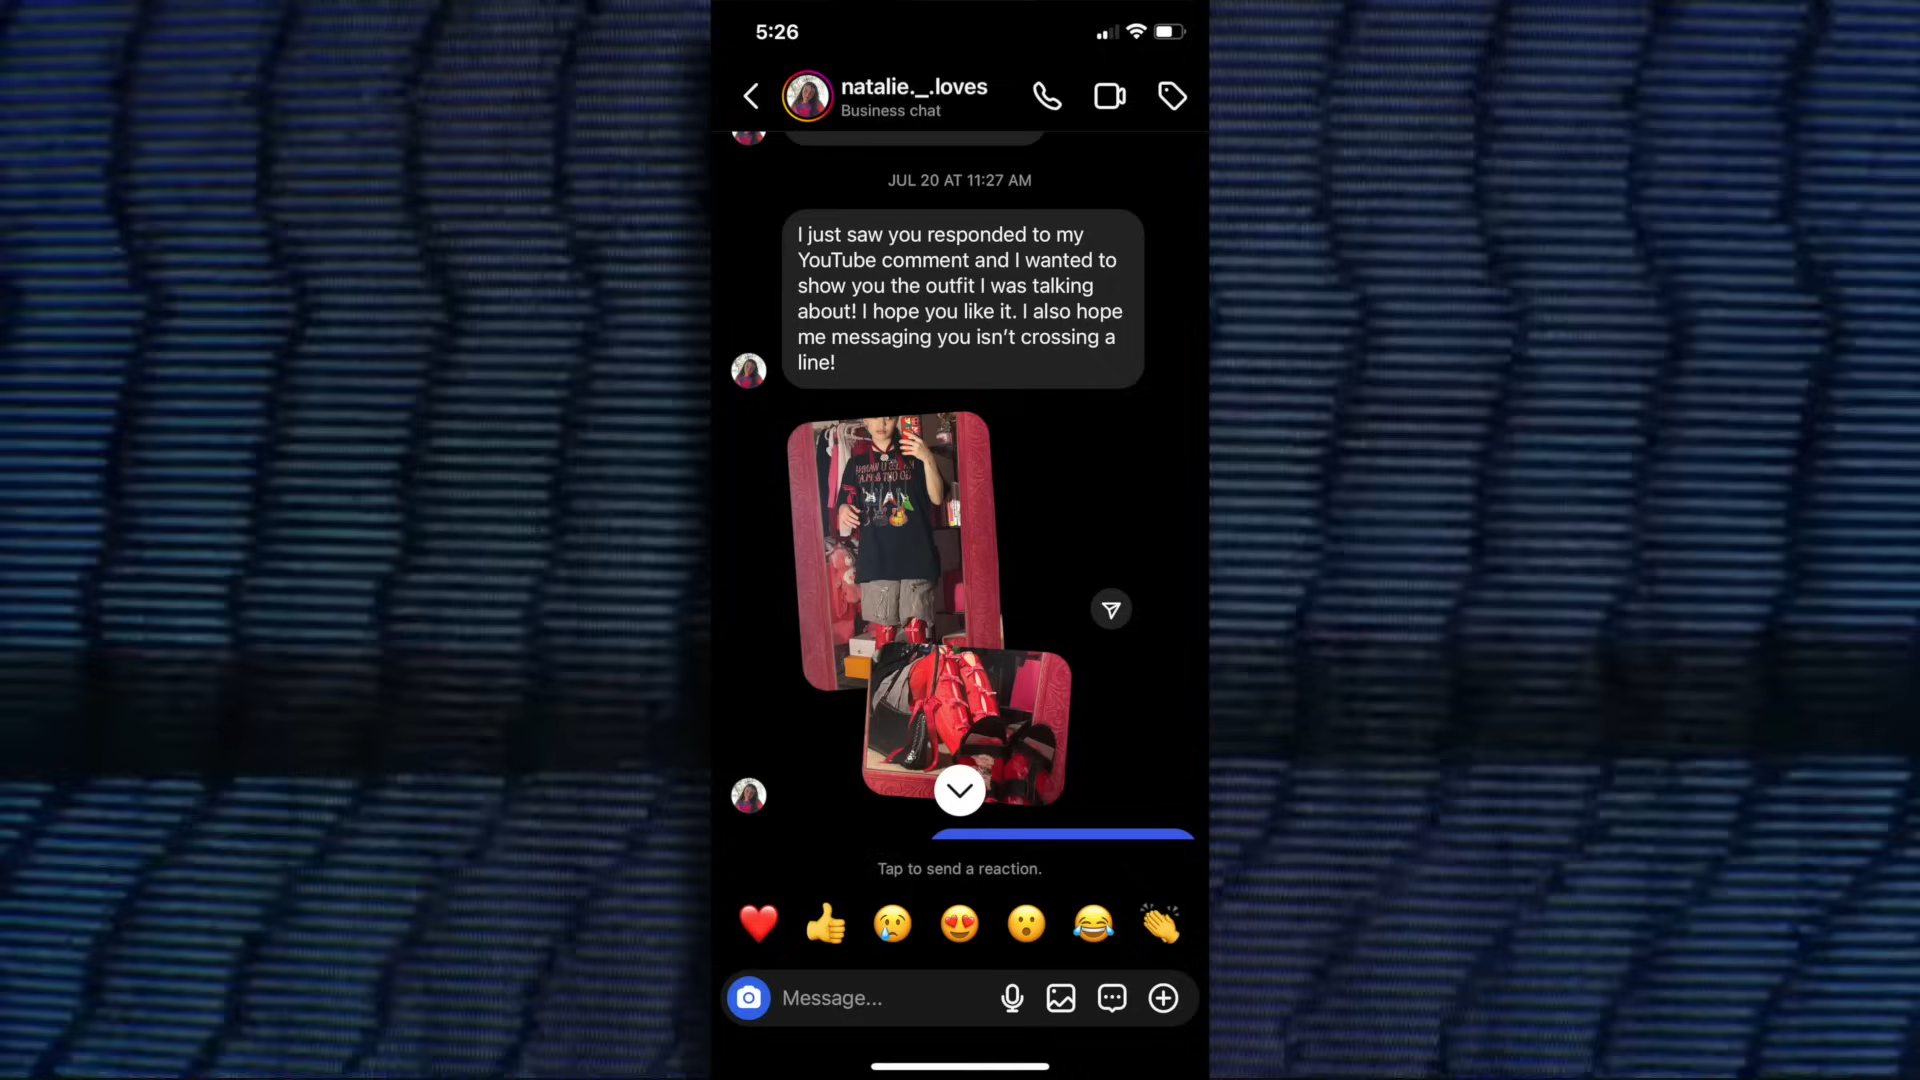 5:26
natalie._.loves
Business chat
JUL 20 AT 11:27 AM
I just saw you responded to my
YouTube comment and I wanted to
show you the outfit I was talking
about! I hope you like it. I also hope
me messaging you isn't crossing a
line!
Tap to send a reaction.
Message...